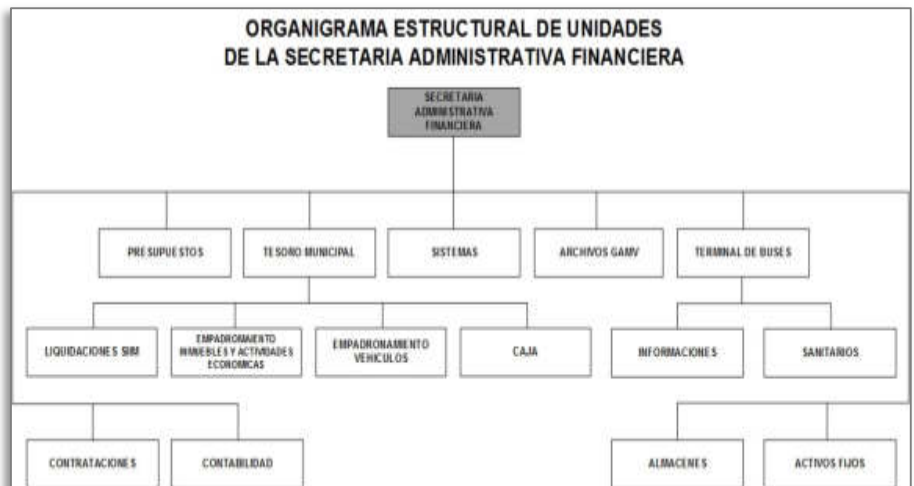 ORGANIGRAMA ESTRUCTURAL DE UNIDADES
DE LA SECRETARIA ADMINISTRATIVA FINANCIERA
SECRETARIA
ADMINISTRATIVA
FINANCIERA
PRESUPUESTOS
TESORO MUNICIPAL
SISTEMAS
ARCHIVOS GAMV
TERMINAL DE BUSES
LIQUIDACIONES SIIM
EMPADRONAMIENTO
INMUEBLES Y ACTIVIDADES
ECONOMICAS
EMPADRONAMIENTO
VEHICULOS
CAJA
INFORMACIONES
SANITARIOS
CONTRATACIONES
CONTABILIDAD
ALMACENES
ACTIVOS FIJOS